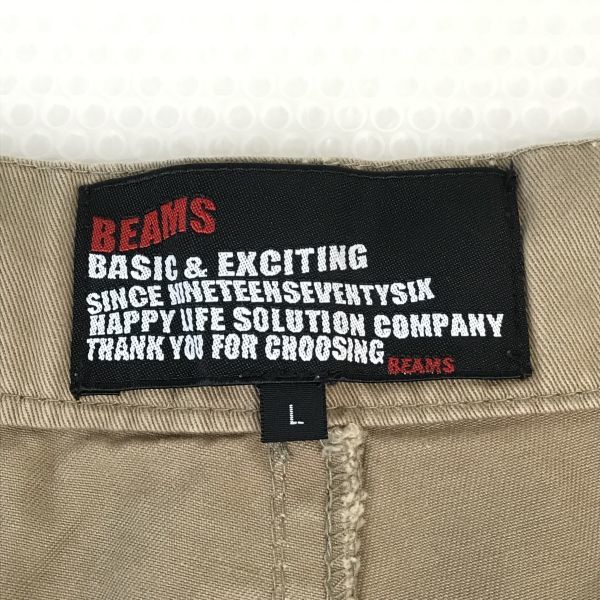 BEAMS
BASIC & EXCITING
SINCE NINETEENSEVENTYSIX
HAPPY LIFE SOLUTION COMPANY
THANK YOU FOR CHOOSING BEAMS
L